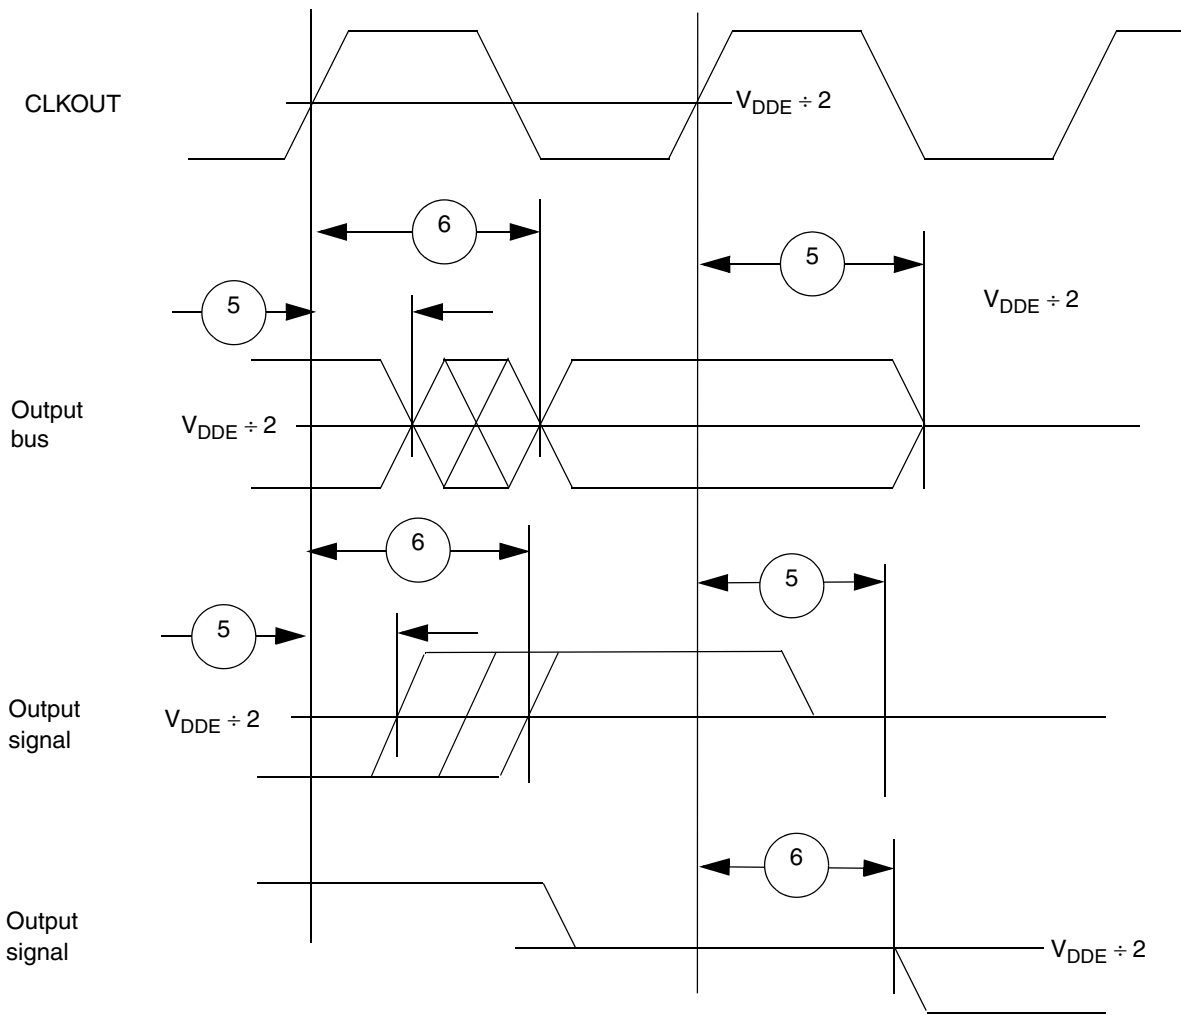 CLKOUT
VDDE ÷ 2
6
5
5
VDDE ÷ 2
Output
bus
VDDE ÷ 2
6
5
5
Output
signal
VDDE ÷ 2
6
Output
signal
VDDE ÷ 2